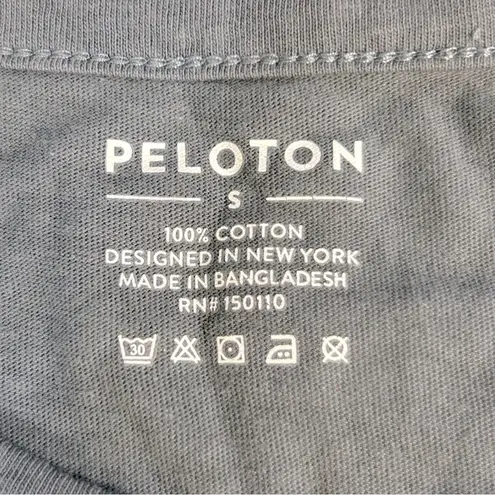 PELOTON
S
100% COTTON
DESIGNED IN NEW YORK
MADE IN BANGLADESH
RN# 150110
30